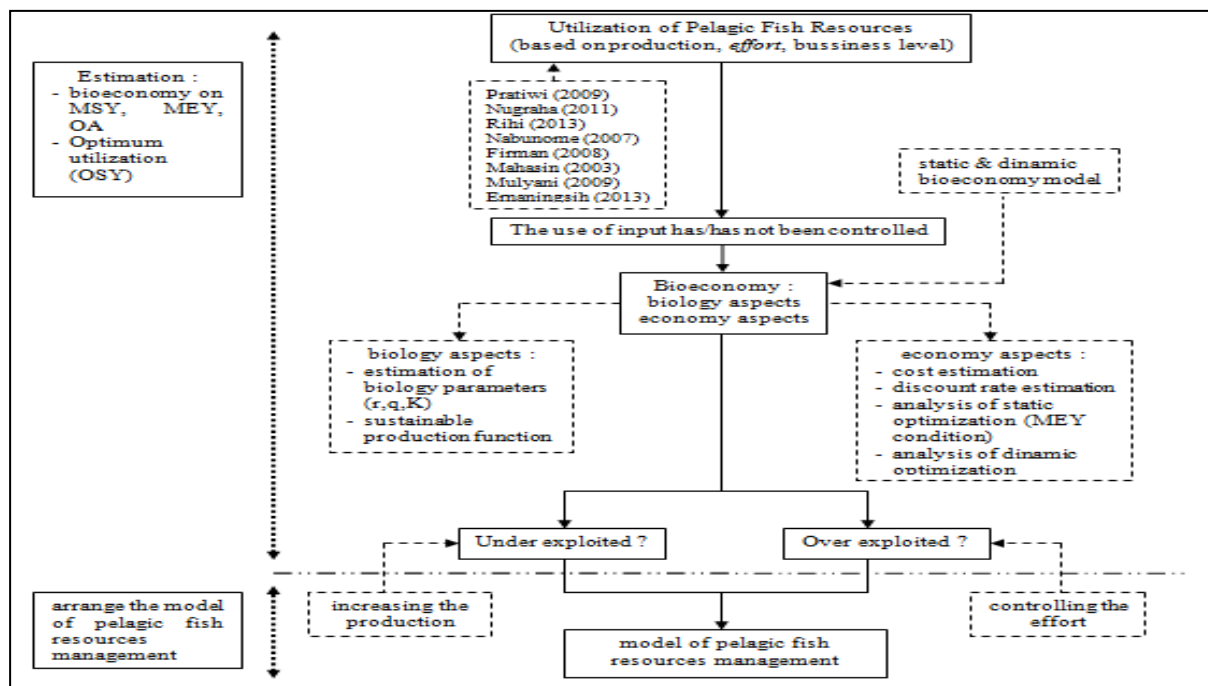 Utilization of Pelagic Fish Resources
(based on production, effort, bussiness level)
Estimation :
- bioeconomy on
MSY, MEY,
OA
- Optimum
utilization
(OSY)
Pratiwi (2009)
Nugraha (2011)
Rihi (2013)
Nabunome (2007)
Firman (2008)
Mahasin (2003)
Mulyani (2009)
Ernaningsih (2013)
static & dinamic
bioeconomy model
The use of input has/has not been controlled
Bioeconomy :
biology aspects
economy aspects
biology aspects :
- estimation of
biology parameters
(r,q,K)
- sustainable
production function
economy aspects :
- cost estimation
- discount rate estimation
- analysis of static
optimization (MEY
condition)
- analysis of dinamic
optimization
Under exploited ?
Over exploited ?
arrange the model
of pelagic fish
resources
management
increasing the
production
controlling the
effort
model of pelagic fish
resources management